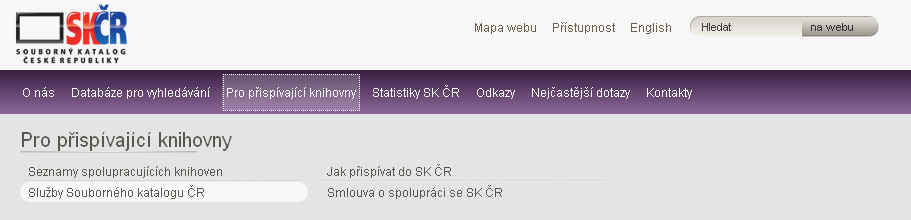 SKČR
SOUBORNÝ KATALOG
ČESKÉ REPUBLIKY
Mapa webu Přístupnost English Hledat na webu
O nás Databáze pro vyhledávání Pro přispívající knihovny Statistiky SK ČR Odkazy Nejčastější dotazy Kontakty
Pro přispívající knihovny
Seznamy spolupracujících knihoven Jak přispívat do SK ČR
Služby Souborného katalogu ČR Smlouva o spolupráci se SK ČR